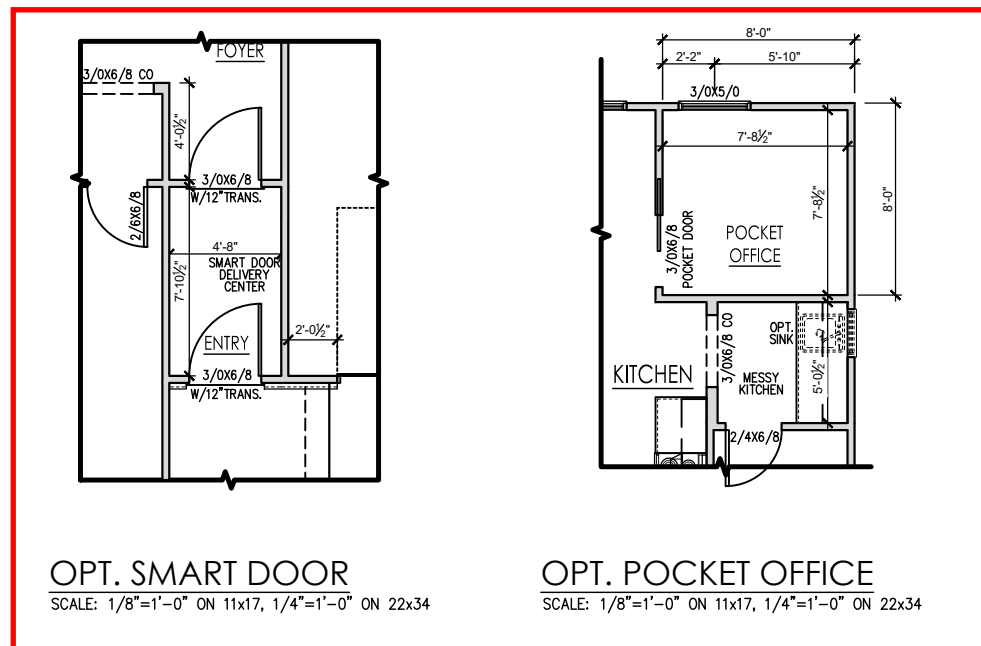 FOYER
3/0X6/8 CO
4'-0½"
3/0X6/8
W/12"TRANS.
2/6X6/8
4'-8"
SMART DOOR
DELIVERY
CENTER
7'-10½"
2'-0½"
ENTRY
3/0X6/8
W/12"TRANS.
OPT. SMART DOOR
SCALE: 1/8"=1'-0" ON 11x17, 1/4"=1'-0" ON 22x34
8'-0"
2'-2"
5'-10"
3/0X5/0
7'-8½"
7'-8½"
8'-0"
3/0X6/8
POCKET DOOR
POCKET
OFFICE
OPT.
SINK
3/0X6/8 CO
KITCHEN
MESSY
KITCHEN
5'-0½"
2/4X6/8
OPT. POCKET OFFICE
SCALE: 1/8"=1'-0" ON 11x17, 1/4"=1'-0" ON 22x34